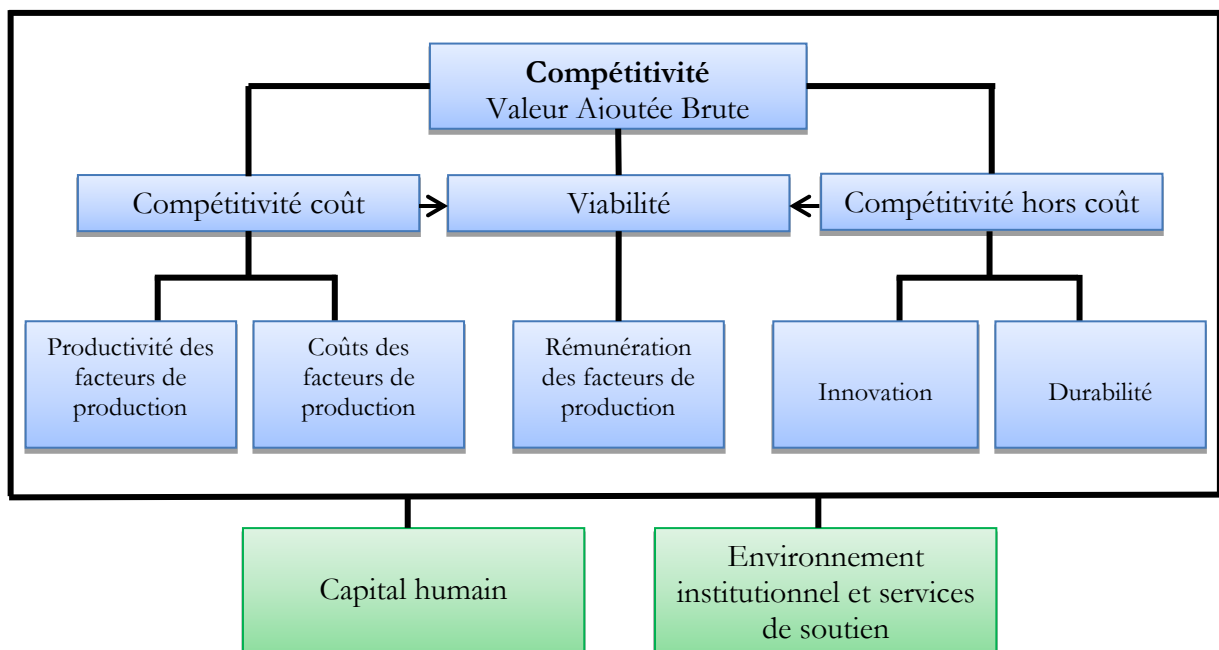 Compétitivité
Valeur Ajoutée Brute
Compétitivité coût
Viabilité
Compétitivité hors coût
Productivité des
facteurs de
production
Coûts des
facteurs de
production
Rémunération
des facteurs de
production
Innovation
Durabilité
Capital humain
Environnement
institutionnel et services
de soutien